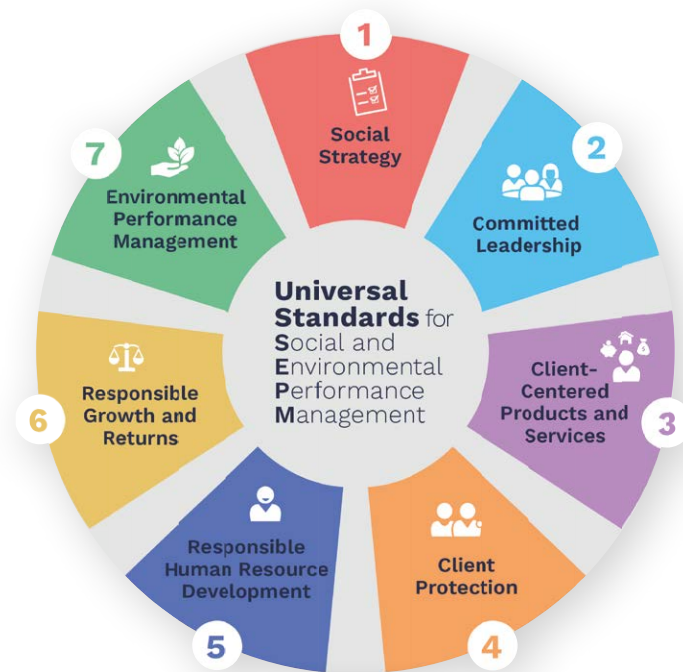 1
Social
Strategy
2
Committed
Leadership
3
Client-
Centered
Products and
Services
4
Client
Protection
5
Responsible
Human Resource
Development
6
Responsible
Growth and
Returns
7
Environmental
Performance
Management
Universal
Standards for
Social and
Environmental
Performance
Management